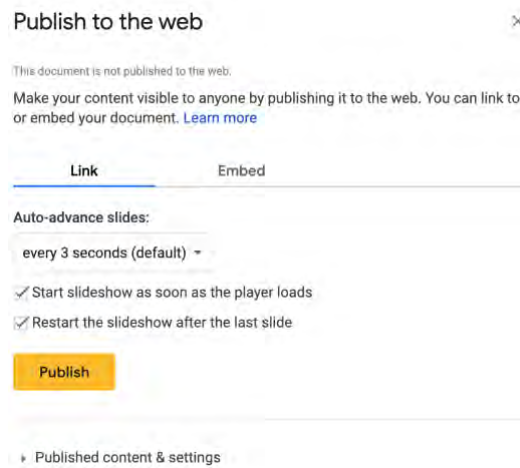 Publish to the web
This document is not published to the web.
Make your content visible to anyone by publishing it to the web. You can link to
or embed your document. Learn more
Link Embed
Auto-advance slides:
every 3 seconds (default)
Start slideshow as soon as the player loads
Restart the slideshow after the last slide
Publish
Published content & settings